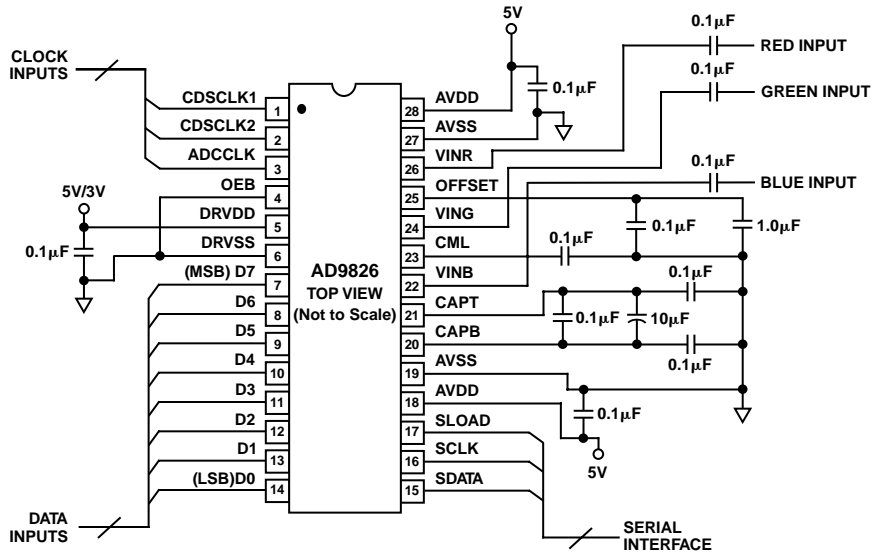 5V
0.1μF
RED INPUT
CLOCK
INPUTS
0.1μF
GREEN INPUT
0.1μF
CDSCLK1
1
28
AVDD
CDSCLK2
2
27
AVSS
ADCCLK
3
26
VINR
0.1μF
BLUE INPUT
5V/3V
OEB
4
25
OFFSET
DRVDD
5
24
VING
0.1μF
1.0μF
0.1μF
DRVSS
6
23
CML
0.1μF
(MSB) D7
7
22
VINB
AD9826
TOP VIEW
(Not to Scale)
D6
8
21
CAPT
0.1μF
0.1μF
10μF
D5
9
20
CAPB
0.1μF
D4
10
19
AVSS
D3
11
18
AVDD
0.1μF
D2
12
17
SLOAD
D1
13
16
SCLK
5V
(LSB)D0
14
15
SDATA
DATA
INPUTS
SERIAL
INTERFACE